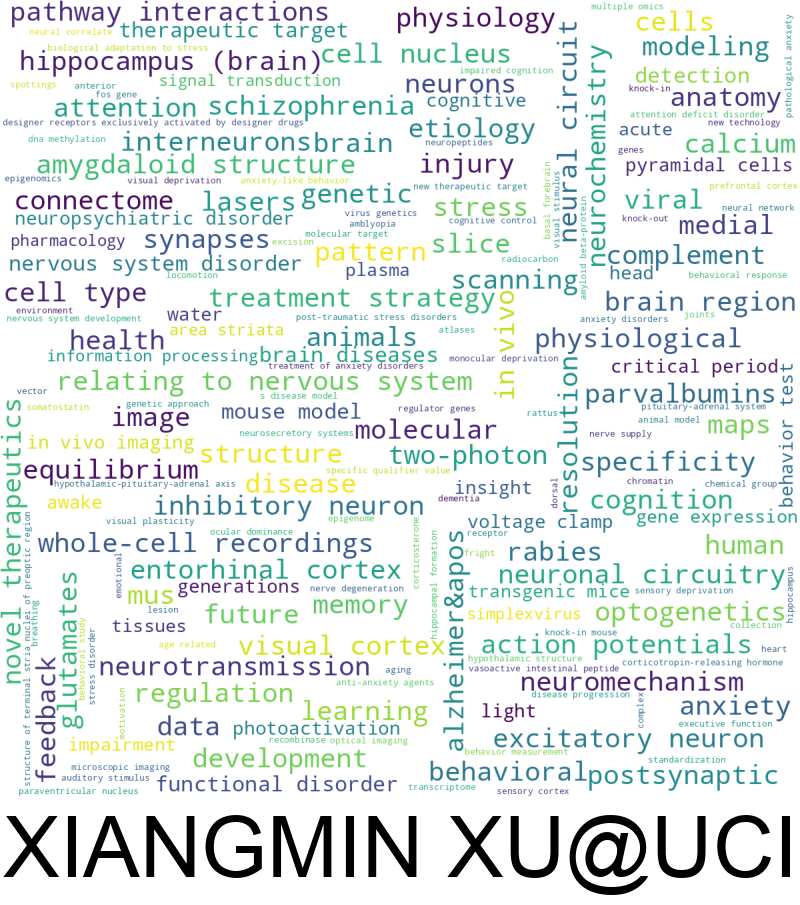 multiple omics
pathway interactions
physiology
cells
neural correlate
therapeutic target
modeling
biological adaptation to stress
hippocampus (brain)
cell nucleus
neural circuit
pathological anxiety
impaired cognition
detection
spottings
anterior
signal transduction
neurons
knock-in
anatomy
fos gene
attention
schizophrenia
cognitive
neurochemistry
attention deficit disorder
designer receptors exclusively activated by designer drugs
etiology
acute
new technology
dna methylation
interneurons
brain
neuropeptides
calcium
genes
amygdaloid structure
injury
pyramidal cells
epigenomics
visual deprivation
anxiety-like behavior
new therapeutic target
prefrontal cortex
connectome
lasers
genetic
stress
basal forebrain
visual stimulus
amyloid beta-protein
viral
neural network
neuropsychiatric disorder
virus genetics
amblyopia
cognitive control
knock-out
medial
pharmacology
synapses
excision
molecular target
pattern
slice
complement
nervous system disorder
radiocarbon
locomotion
plasma
scanning
head
behavioral response
cell type
treatment strategy
in vivo
brain region
environment
nervous system development
water
post-traumatic stress disorders
anxiety disorders
joints
health
area striata
animals
atlases
physiological
information processing
brain diseases
monocular deprivation
treatment of anxiety disorders
critical period
relating to nervous system
resolution
behavior test
vector
s disease model
parvalbumins
somatostatin
genetic approach
image
mouse model
regulator genes
rattus
pituitary-adrenal system
animal model
maps
novel therapeutics
neurosecretory systems
molecular
nerve supply
in vivo imaging
structure
two-photon
specificity
equilibrium
specific qualifier value
hypothalamic-pituitary-adrenal axis
disease
insight
dorsal
chromatin
chemical group
awake
inhibitory neuron
dementia
cognition
structure of terminal stria nuclei of preoptic region
visual plasticity
epigenome
voltage clamp
gene expression
whole-cell recordings
ocular dominance
corticosterone
hippocampal formation
alzheimer&apos
receptor
rabies
human
fright
emotional
entorhinal cortex
neuronal circuitry
hippocampus
breathing
glutamates
mus
generations
nerve degeneration
transgenic mice
sensory deprivation
lesion
future
memory
simplexvirus
optogenetics
collection
behavioral study
stress disorder
tissues
age related
visual cortex
knock-in mouse
action potentials
heart
feedback
neurotransmission
aging
hypothalamic structure
corticotropin-releasing hormone
vasoactive intestinal peptide
neuromechanism
motivation
regulation
anti-anxiety agents
disease progression
complex
learning
light
anxiety
data
photoactivation
executive function
impairment
recombinase
optical imaging
excitatory neuron
development
behavior measurement
microscopic imaging
auditory stimulus
standardization
functional disorder
behavioral
postsynaptic
paraventricular nucleus
transcriptome
sensory cortex
XIANGMIN XU@UCI